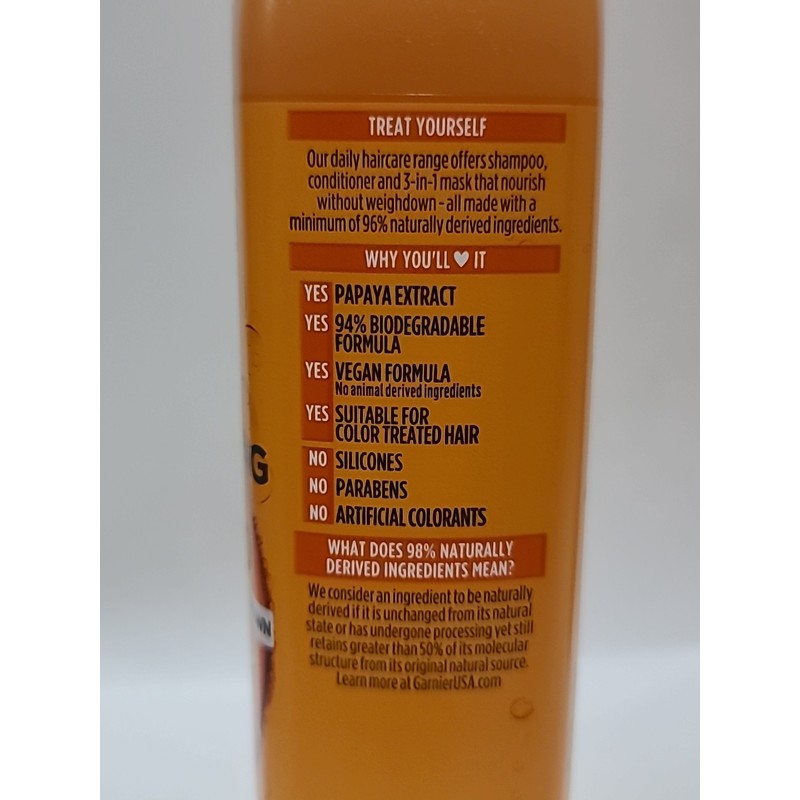 TREAT YOURSELF
Our daily haircare range offers shampoo,
conditioner and 3-in-1 mask that nourish
without weighdown - all made with a
minimum of 96% naturally derived ingredients.
WHY YOU'LL ♥ IT
YES PAPAYA EXTRACT
YES 94% BIODEGRADABLE
FORMULA
YES VEGAN FORMULA
No animal derived ingredients
YES SUITABLE FOR
COLOR TREATED HAIR
G
NO SILICONES
NO PARABENS
NO ARTIFICIAL COLORANTS
WHAT DOES 98% NATURALLY
DERIVED INGREDIENTS MEAN?
We consider an ingredient to be naturally
derived if it is unchanged from its natural
state or has undergone processing yet still
retains greater than 50% of its molecular
structure from its original natural source.
Learn more at GarnierUSA.com